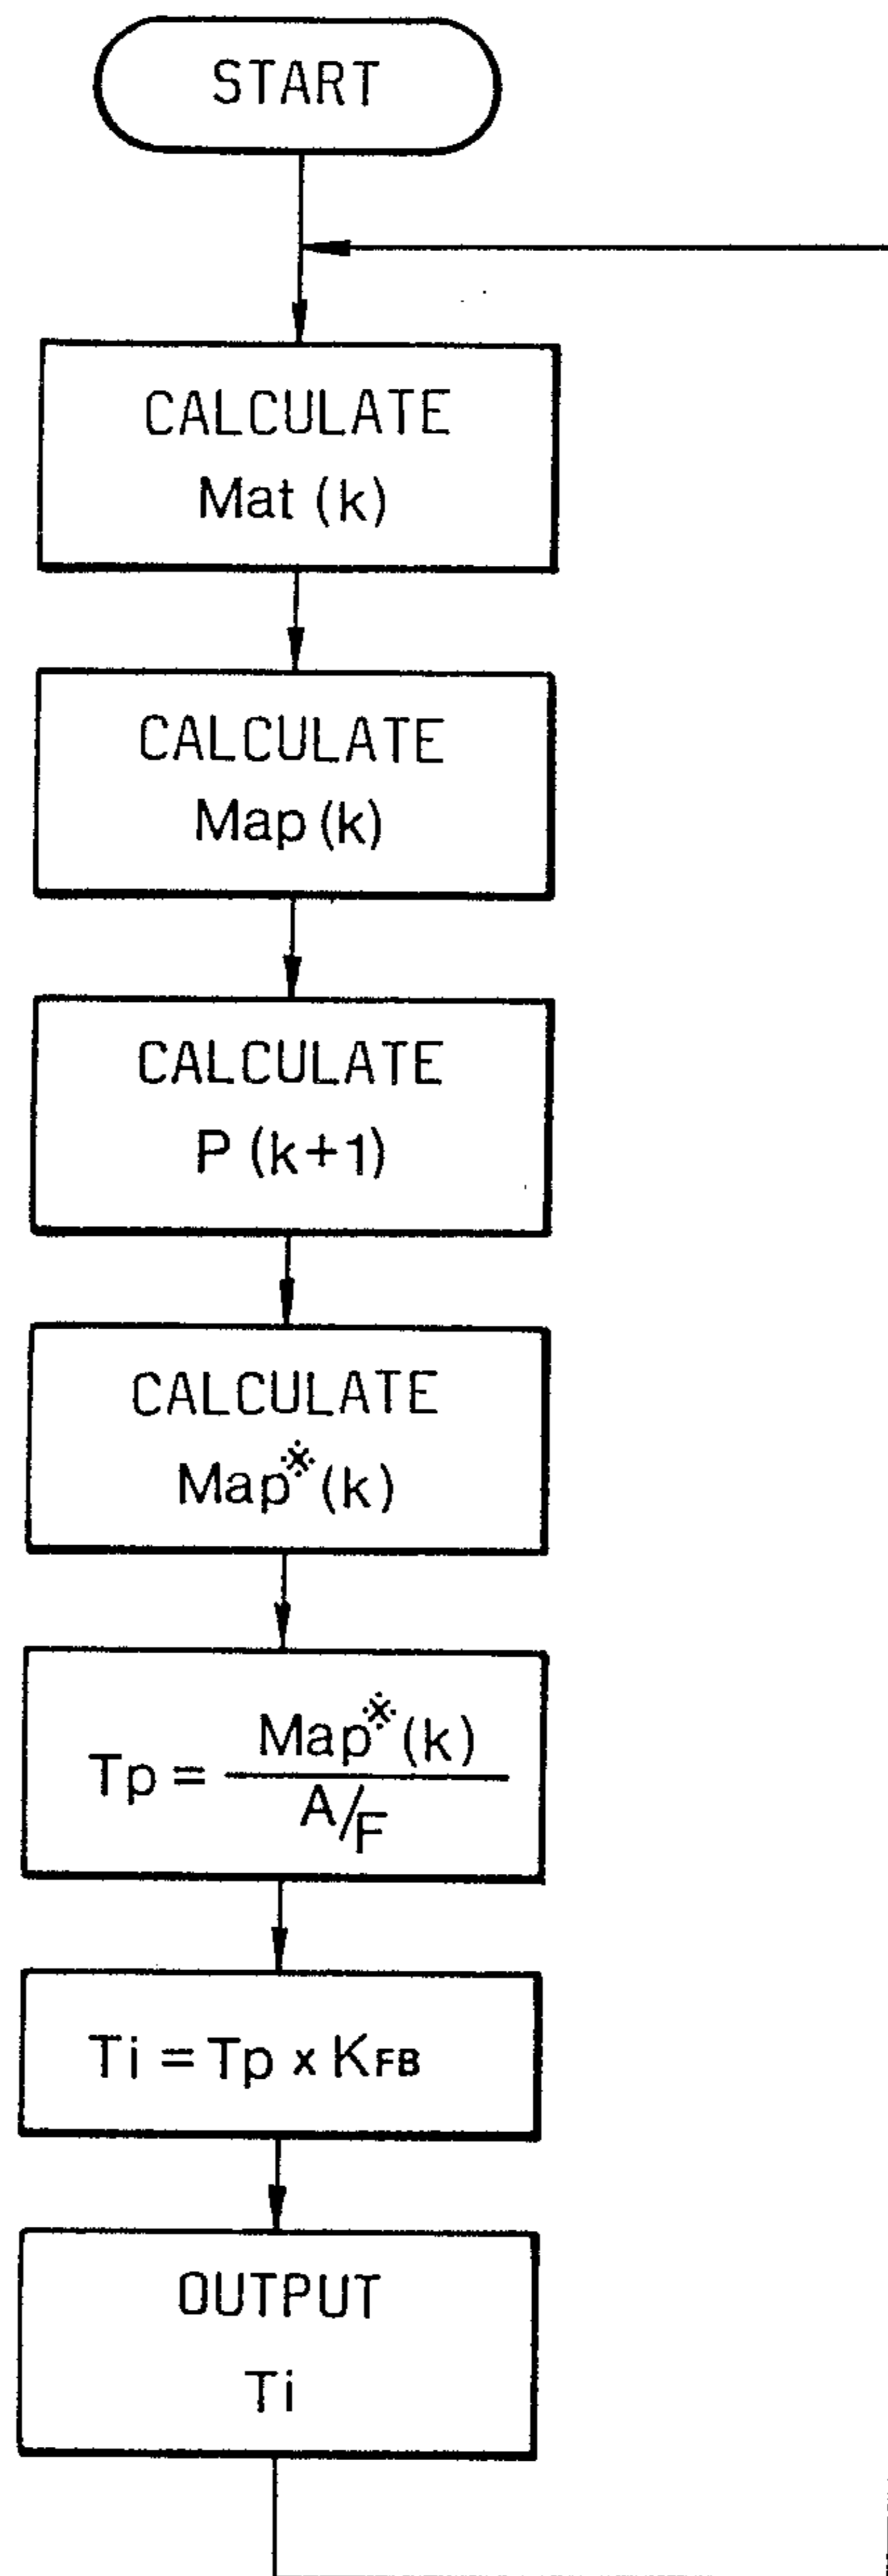 START
CALCULATE
Mat (k)
CALCULATE
Map (k)
CALCULATE
P (k+1)
CALCULATE
Map※(k)
Tp = Map※(k)
A/F
Ti = Tp x KFB
OUTPUT
Ti